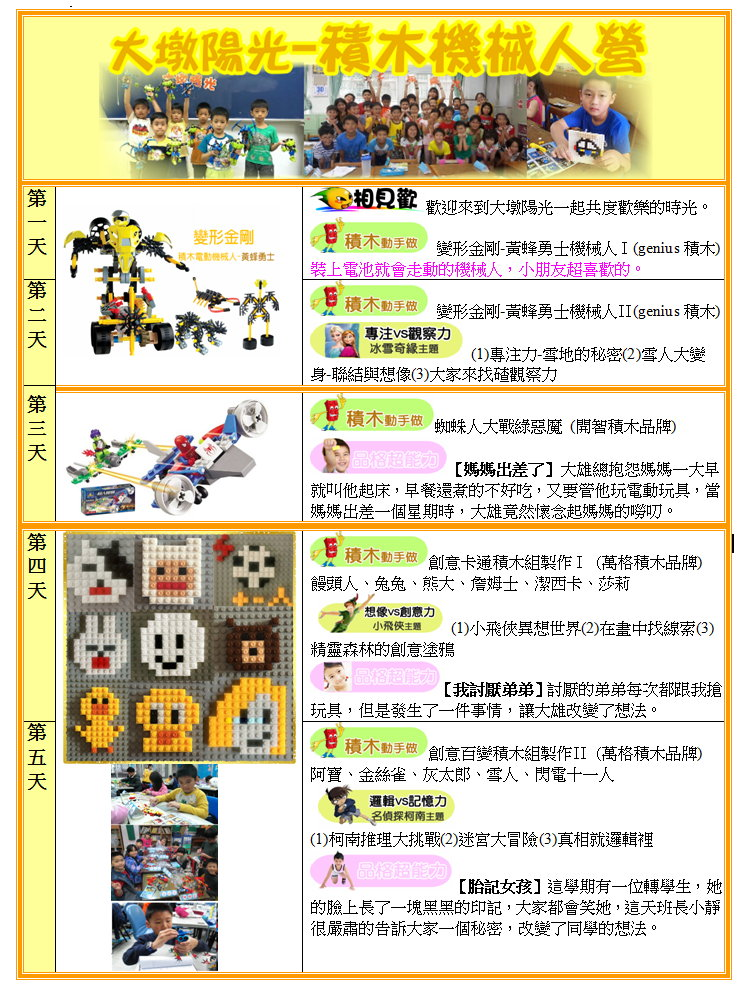 大墩陽光-積木機械人營
第一天
變形金剛
積木電動機械人-黃蜂勇士
相見歡 歡迎來到大墩陽光一起共度歡樂的時光。
積木動手做 變形金剛-黃蜂勇士機械人 I (genius 積木)
裝上電池就會走動的機械人，小朋友超喜歡的。
第二天
積木動手做 變形金剛-黃蜂勇士機械人II(genius 積木)
專注vs觀察力
冰雪奇緣主題
(1)專注力-雪地的秘密(2)雪人大變
身-聯結與想像(3)大家來找碴觀察力
第三天
積木動手做 蜘蛛人大戰綠惡魔 (開智積木品牌)
品格超能力 【媽媽出差了】大雄總抱怨媽媽一大早
就叫他起床，早餐還煮的不好吃，又要管他玩電動玩具，當
媽媽出差一個星期時，大雄竟然懷念起媽媽的嘮叨。
第四天
積木動手做 創意卡通積木組製作 I (萬格積木品牌)
饅頭人、兔兔、熊大、詹姆士、潔西卡、莎莉
想像vs創意力
小飛俠主題
(1)小飛俠異想世界(2)在畫中找線索(3)
精靈森林的創意塗鴉
品格超能力 【我討厭弟弟】討厭的弟弟每次都跟我搶
玩具，但是發生了一件事情，讓大雄改變了想法。
第五天
積木動手做 創意百變積木組製作II (萬格積木品牌)
阿寶、金絲雀、灰太郎、雪人、閃電十一人
邏輯vs記憶力
名偵探柯南主題
(1)柯南推理大挑戰(2)迷宮大冒險(3)真相就邏輯裡
品格超能力 【胎記女孩】這學期有一位轉學生，她
的臉上長了一塊黑黑的印記，大家都會笑她，這天班長小靜
很嚴肅的告訴大家一個秘密，改變了同學的想法。